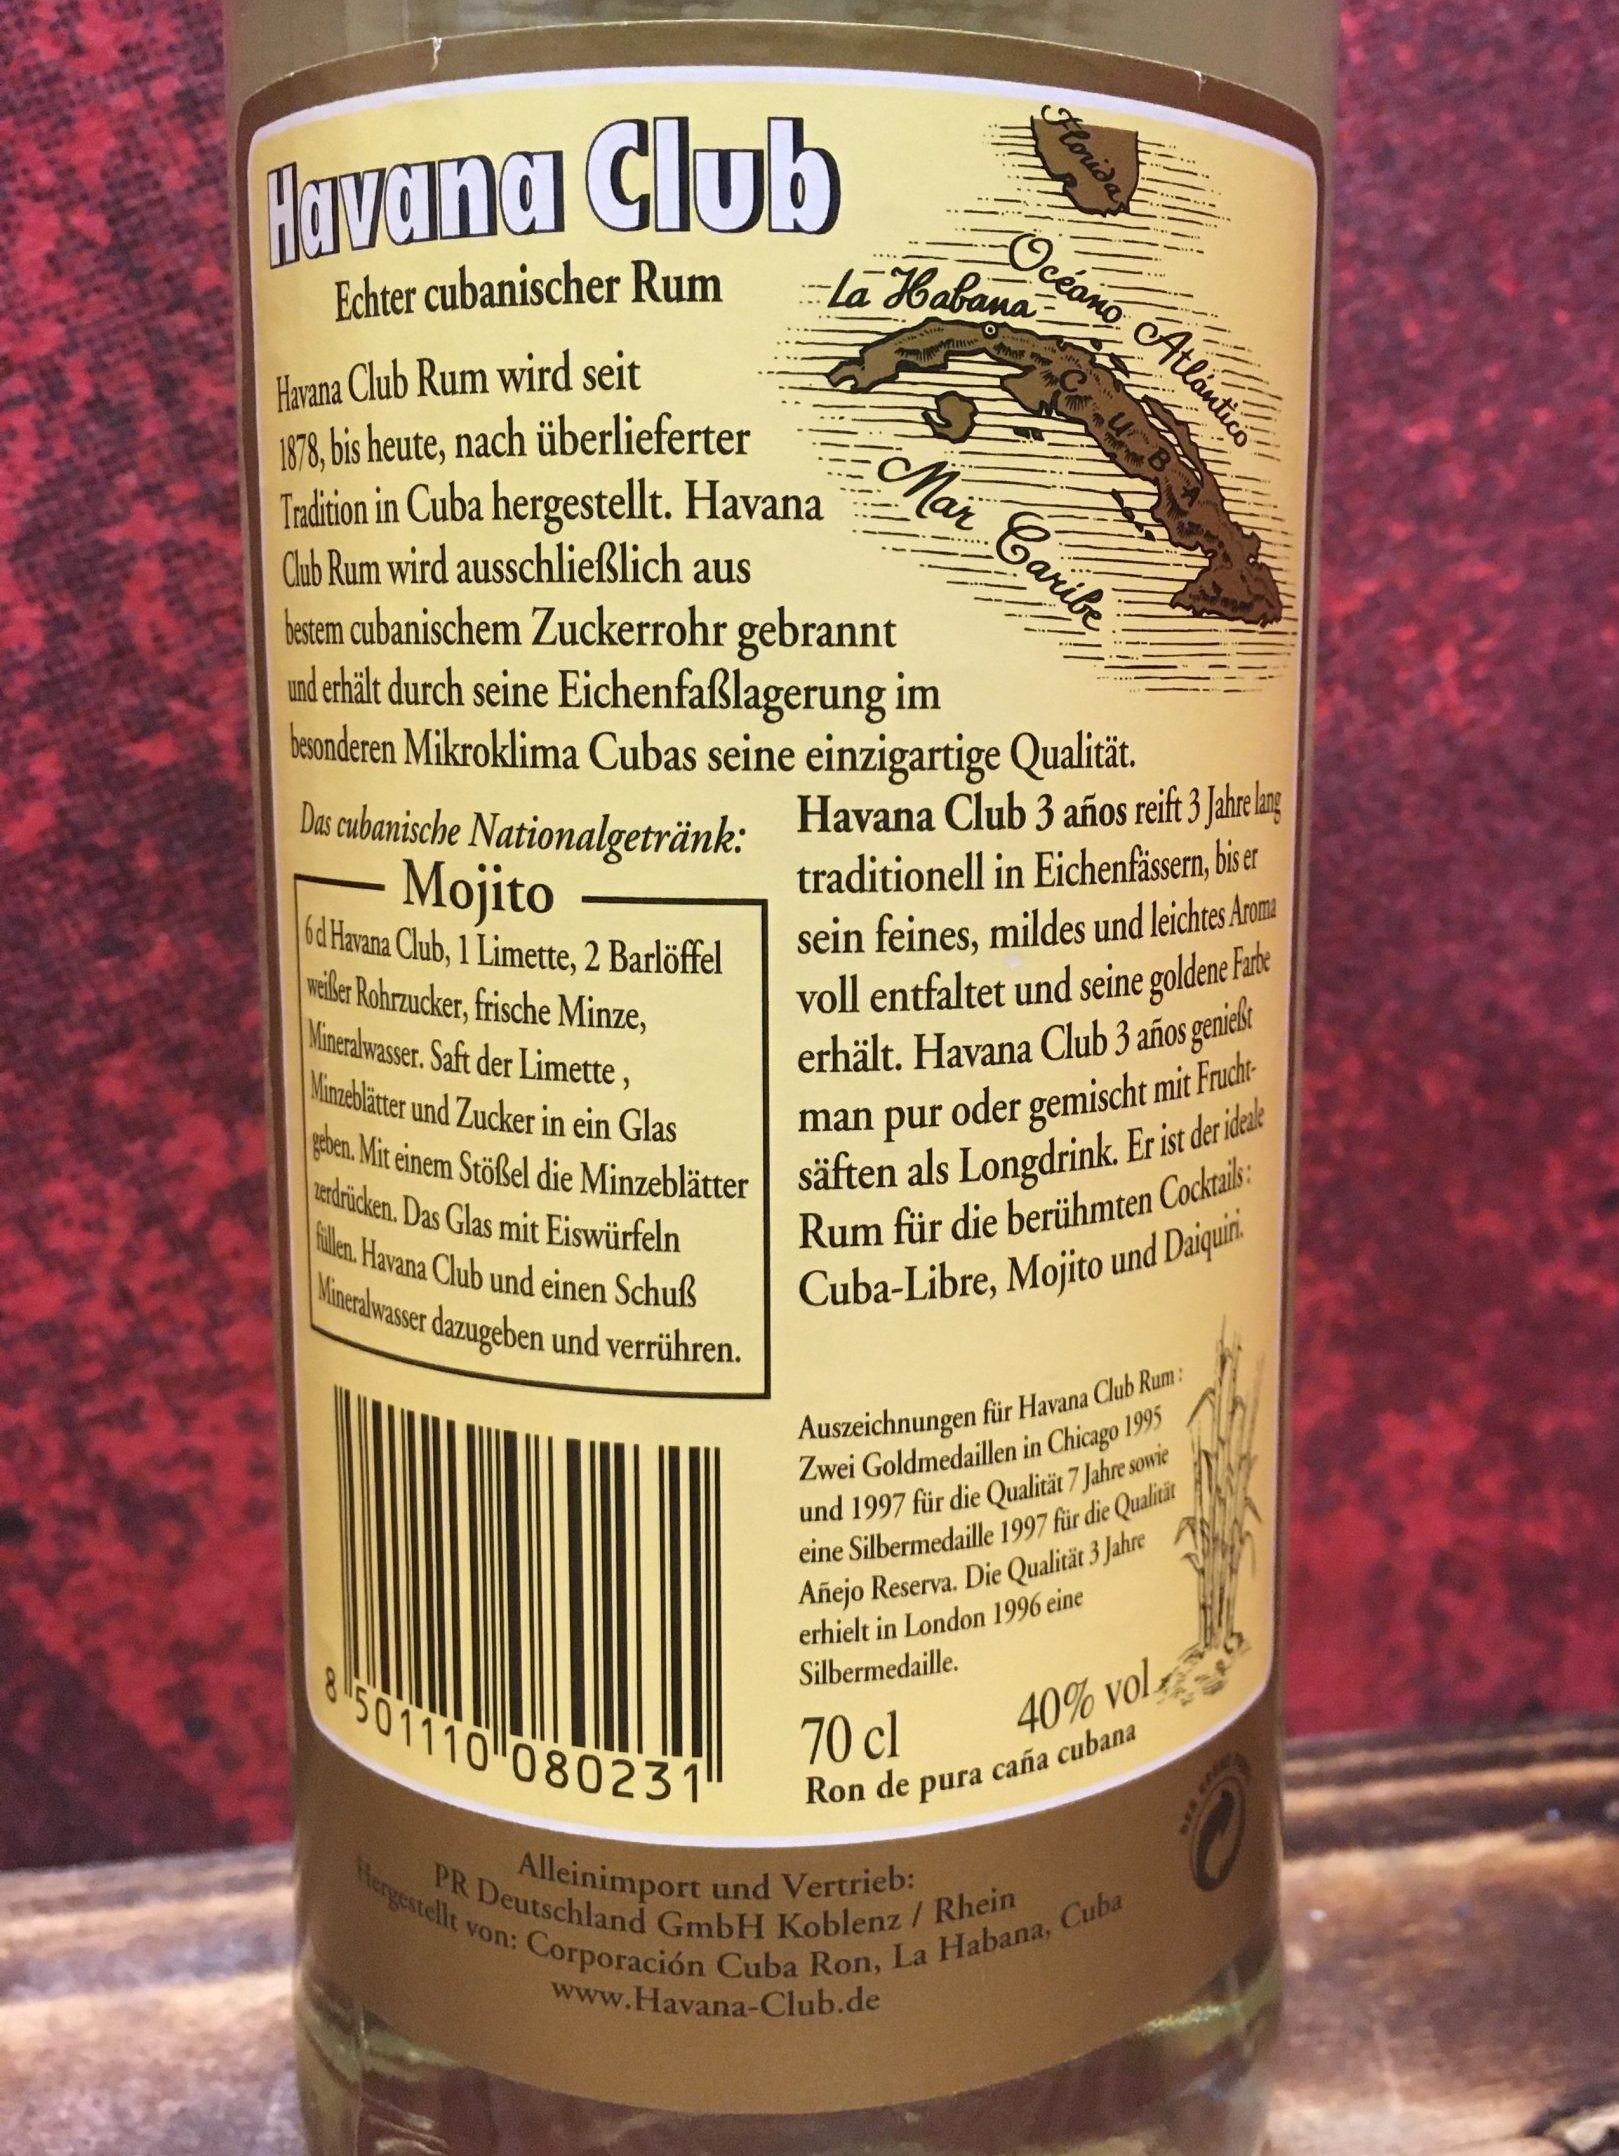 Havana Club
Echter cubanischer Rum
Florida
Océano Atlántico
La Habana
CUBA
Mar Caribe
Havana Club Rum wird seit
1878, bis heute, nach überlieferter
Tradition in Cuba hergestellt. Havana
Club Rum wird ausschließlich aus
bestem cubanischem Zuckerrohr gebrannt
und erhält durch seine Eichenfaßlagerung im
besonderen Mikroklima Cubas seine einzigartige Qualität.
Das cubanische Nationalgetränk:
Mojito
6 cl Havana Club, 1 Limette, 2 Barlöffel
weißer Rohrzucker, frische Minze,
Mineralwasser. Saft der Limette ,
Minzeblätter und Zucker in ein Glas
geben. Mit einem Stößel die Minzeblätter
zerdrücken. Das Glas mit Eiswürfeln
füllen. Havana Club und einen Schuß
Mineralwasser dazugeben und verrühren.
Havana Club 3 años reift 3 Jahre lang
traditionell in Eichenfässern, bis er
sein feines, mildes und leichtes Aroma
voll entfaltet und seine goldene Farbe
erhält. Havana Club 3 años genießt
man pur oder gemischt mit Frucht-
säften als Longdrink. Er ist der ideale
Rum für die berühmten Cocktails:
Cuba-Libre, Mojito und Daiquiri.
Auszeichnungen für Havana Club Rum :
Zwei Goldmedaillen in Chicago 1995
und 1997 für die Qualität 7 Jahre sowie
eine Silbermedaille 1997 für die Qualität
Añejo Reserva. Die Qualität 3 Jahre
erhielt in London 1996 eine
Silbermedaille.
70 cl 40% vol
Ron de pura caña cubana
8 501110 080231
Alleinimport und Vertrieb:
PR Deutschland GmbH Koblenz / Rhein
Hergestellt von: Corporación Cuba Ron, La Habana, Cuba
www.Havana-Club.de